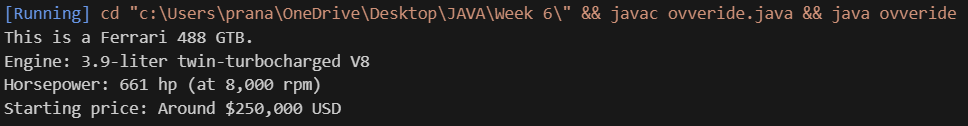 [Running] cd "c:\Users\prana\OneDrive\Desktop\JAVA\Week 6\" && javac ovveride.java && java ovveride
This is a Ferrari 488 GTB.
Engine: 3.9-liter twin-turbocharged V8
Horsepower: 661 hp (at 8,000 rpm)
Starting price: Around $250,000 USD